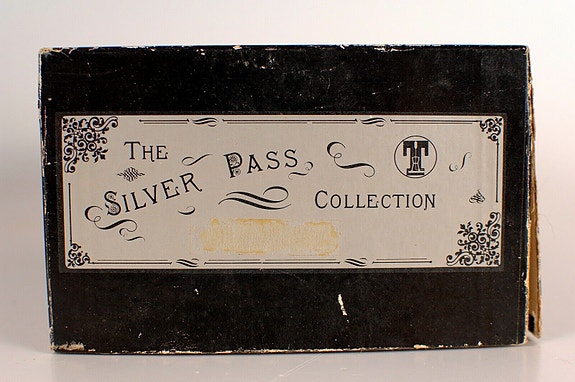 The
Silver Pass
T
Collection